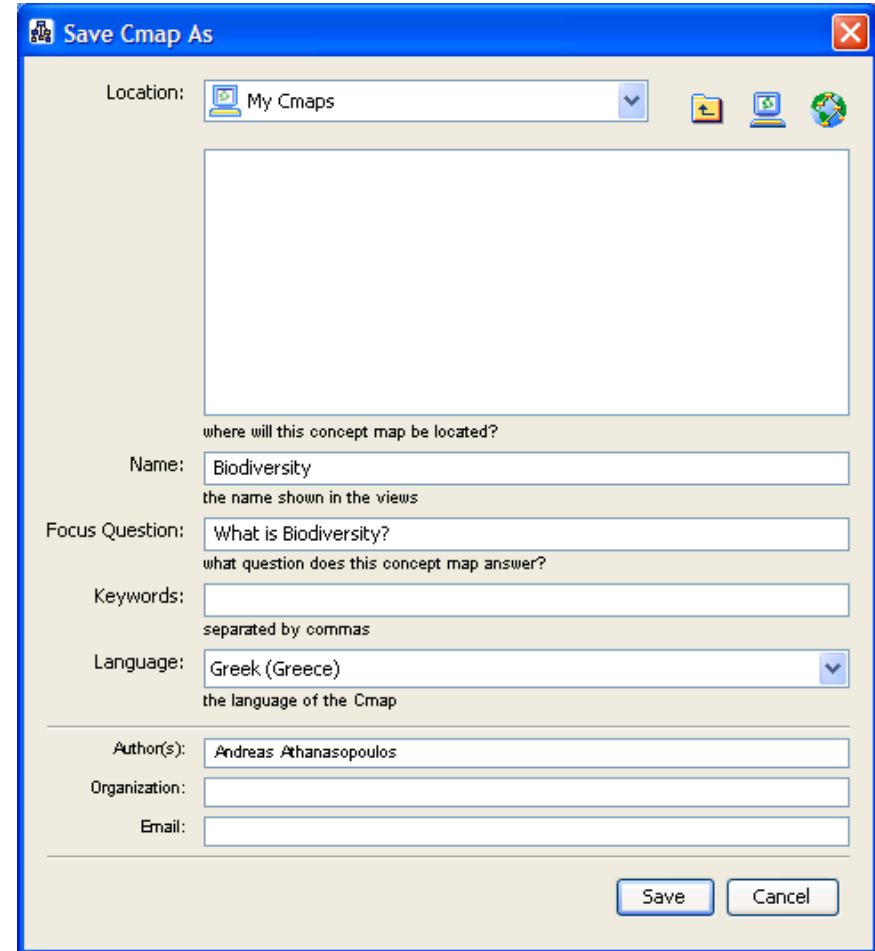 Save Cmap As
Location: My Cmaps
where will this concept map be located?
Name: Biodiversity
the name shown in the views
Focus Question: What is Biodiversity?
what question does this concept map answer?
Keywords:
separated by commas
Language: Greek (Greece)
the language of the Cmap
Author(s): Andreas Athanasopoulos
Organization:
Email:
Save Cancel